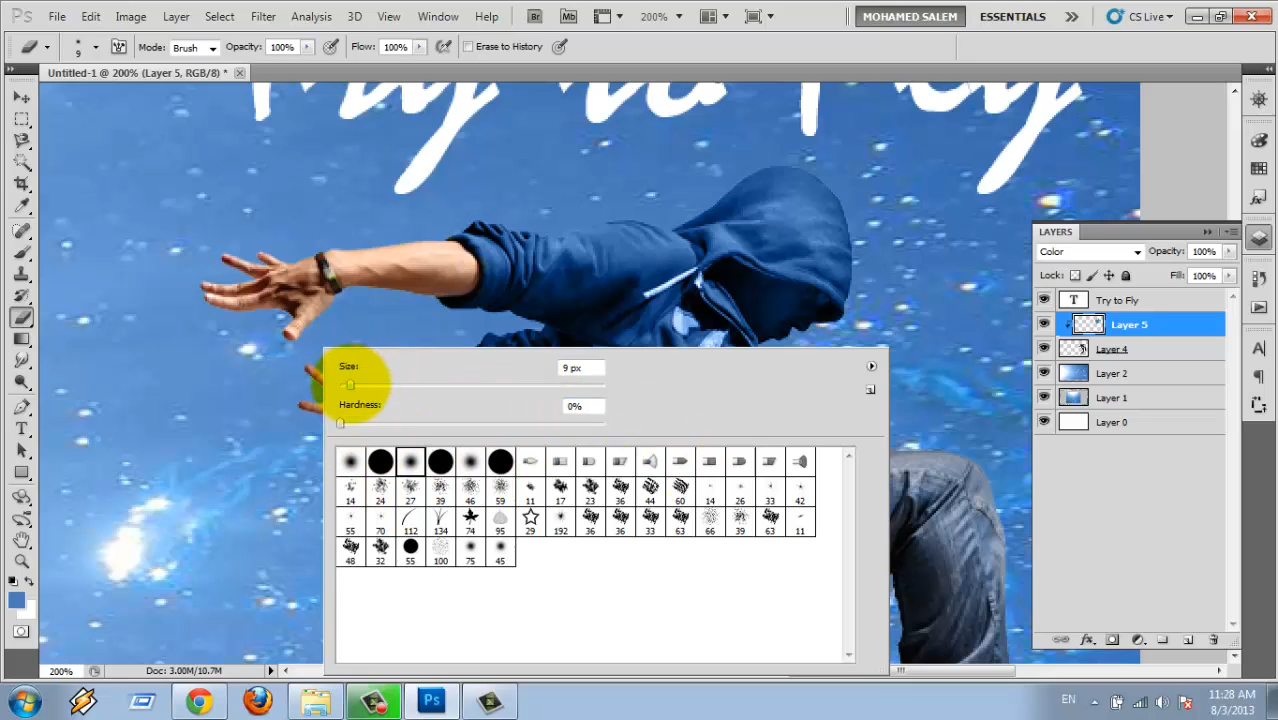 Ps File Edit Image Layer Select Filter Analysis 3D View Window Help Br Mb 200% MOHAMED SALEM ESSENTIALS CS Live
9 Mode: Brush Opacity: 100% Flow: 100% Erase to History
Untitled-1 @ 200% (Layer 5, RGB/8) *
Try to Fly
LAYERS
Color Opacity: 100%
Lock: Fill: 100%
T Try to Fly
Layer 5
Layer 4
Layer 2
Layer 1
Layer 0
Size: 9 px
Hardness: 0%
14 24 27 39 46 59 11 17 23 36 44 60 14 26 33 42
55 70 112 134 74 95 29 192 36 36 33 63 66 39 63 11
48 32 55 100 75 45
200% Doc: 3.00M/10.7M
Ps EN 11:28 AM
8/3/2013